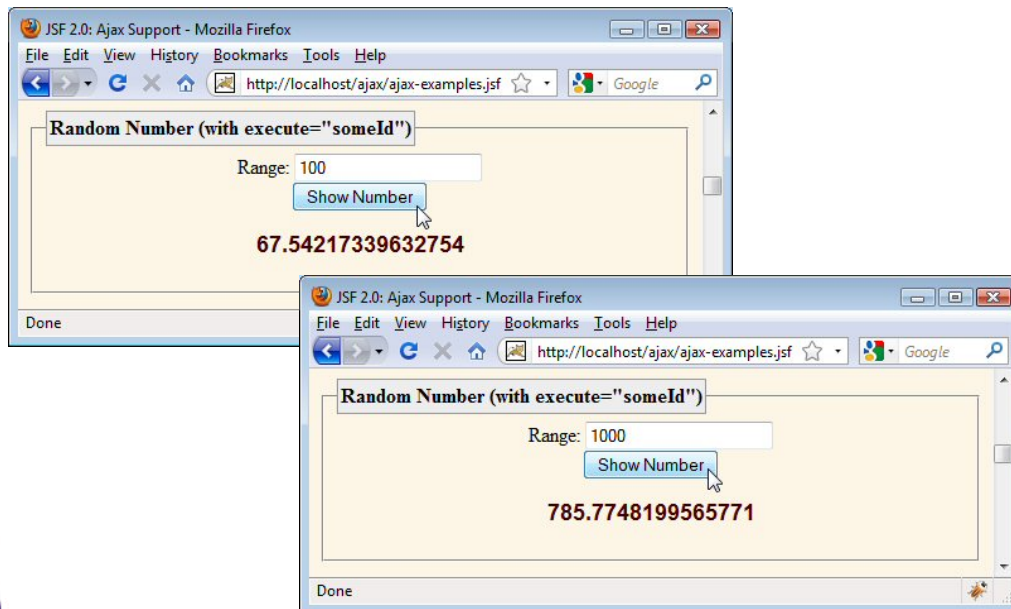 JSF 2.0: Ajax Support - Mozilla Firefox
File Edit View History Bookmarks Tools Help
http://localhost/ajax/ajax-examples.jsf Google
Random Number (with execute="someId")
Range: 100
Show Number
67.54217339632754
Done
JSF 2.0: Ajax Support - Mozilla Firefox
File Edit View History Bookmarks Tools Help
http://localhost/ajax/ajax-examples.jsf Google
Random Number (with execute="someId")
Range: 1000
Show Number
785.7748199565771
Done